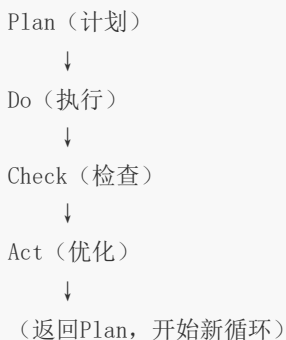 Plan（计划）
↓
Do（执行）
↓
Check（检查）
↓
Act（优化）
↓
（返回Plan，开始新循环）